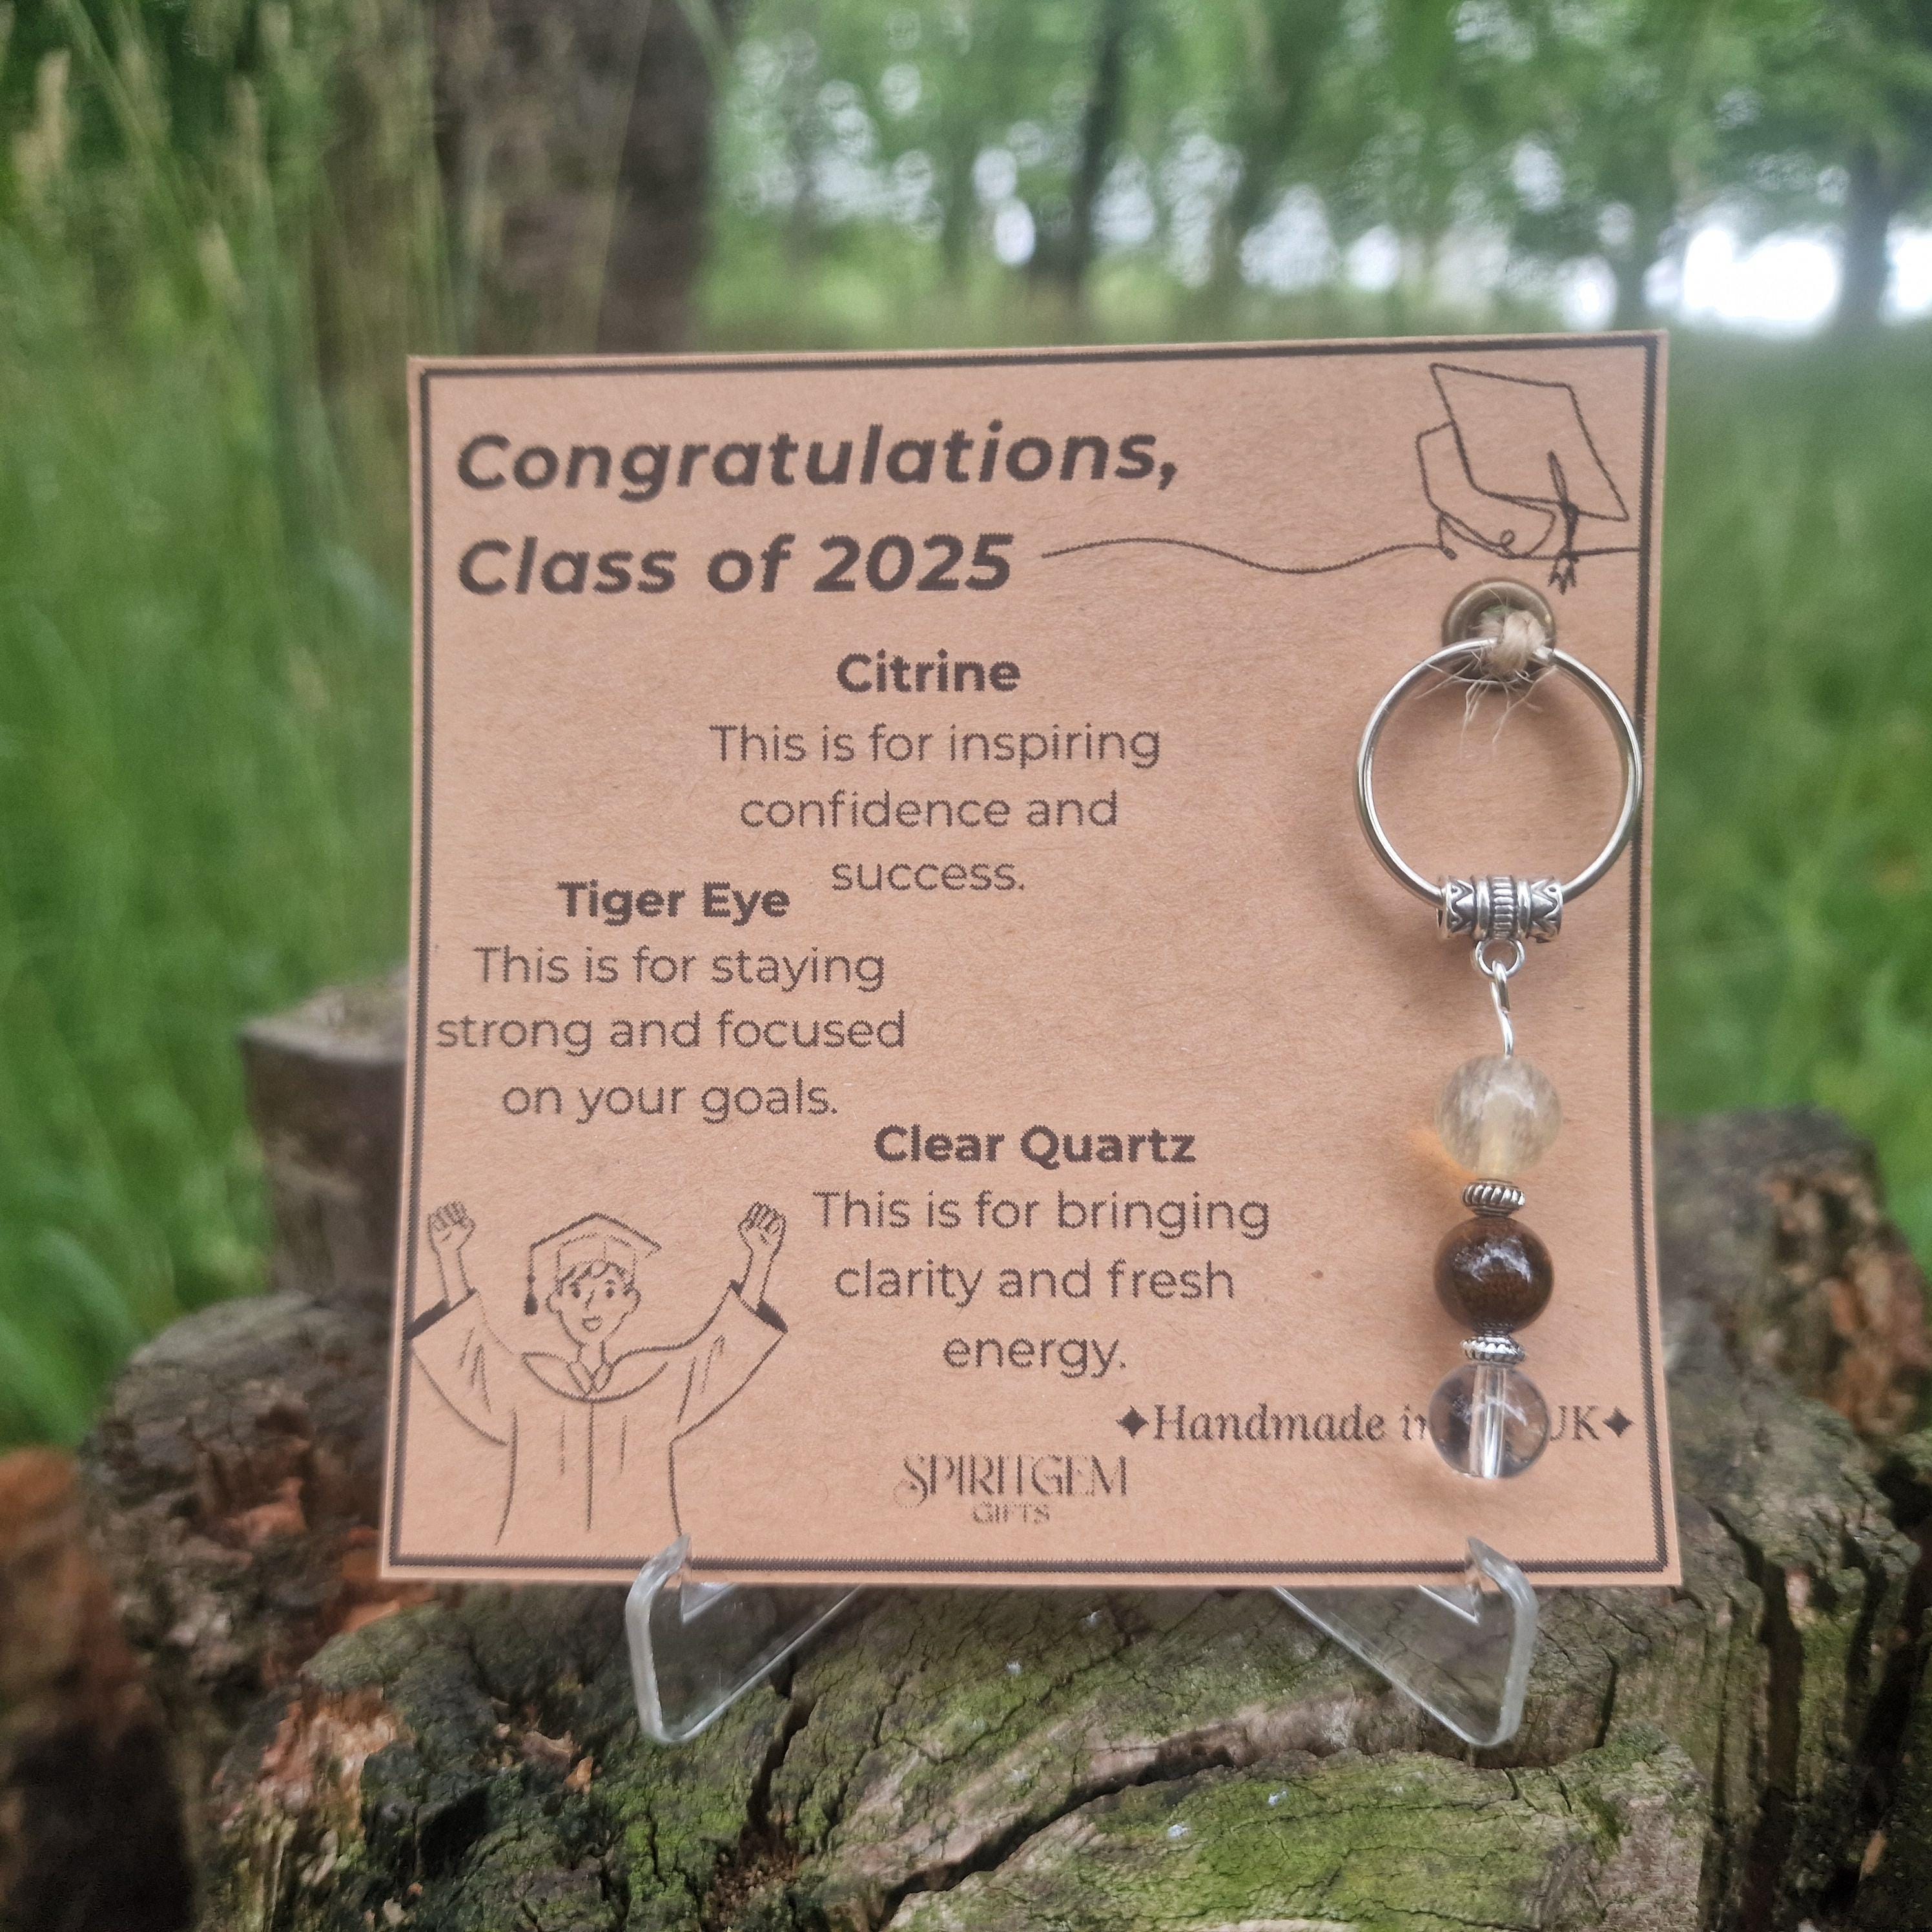 Congratulations,
Class of 2025
Citrine
This is for inspiring
confidence and
success.
Tiger Eye
This is for staying
strong and focused
on your goals.
Clear Quartz
This is for bringing
clarity and fresh
energy.
✦Handmade in UK✦
SPIRITGEM
GIFTS